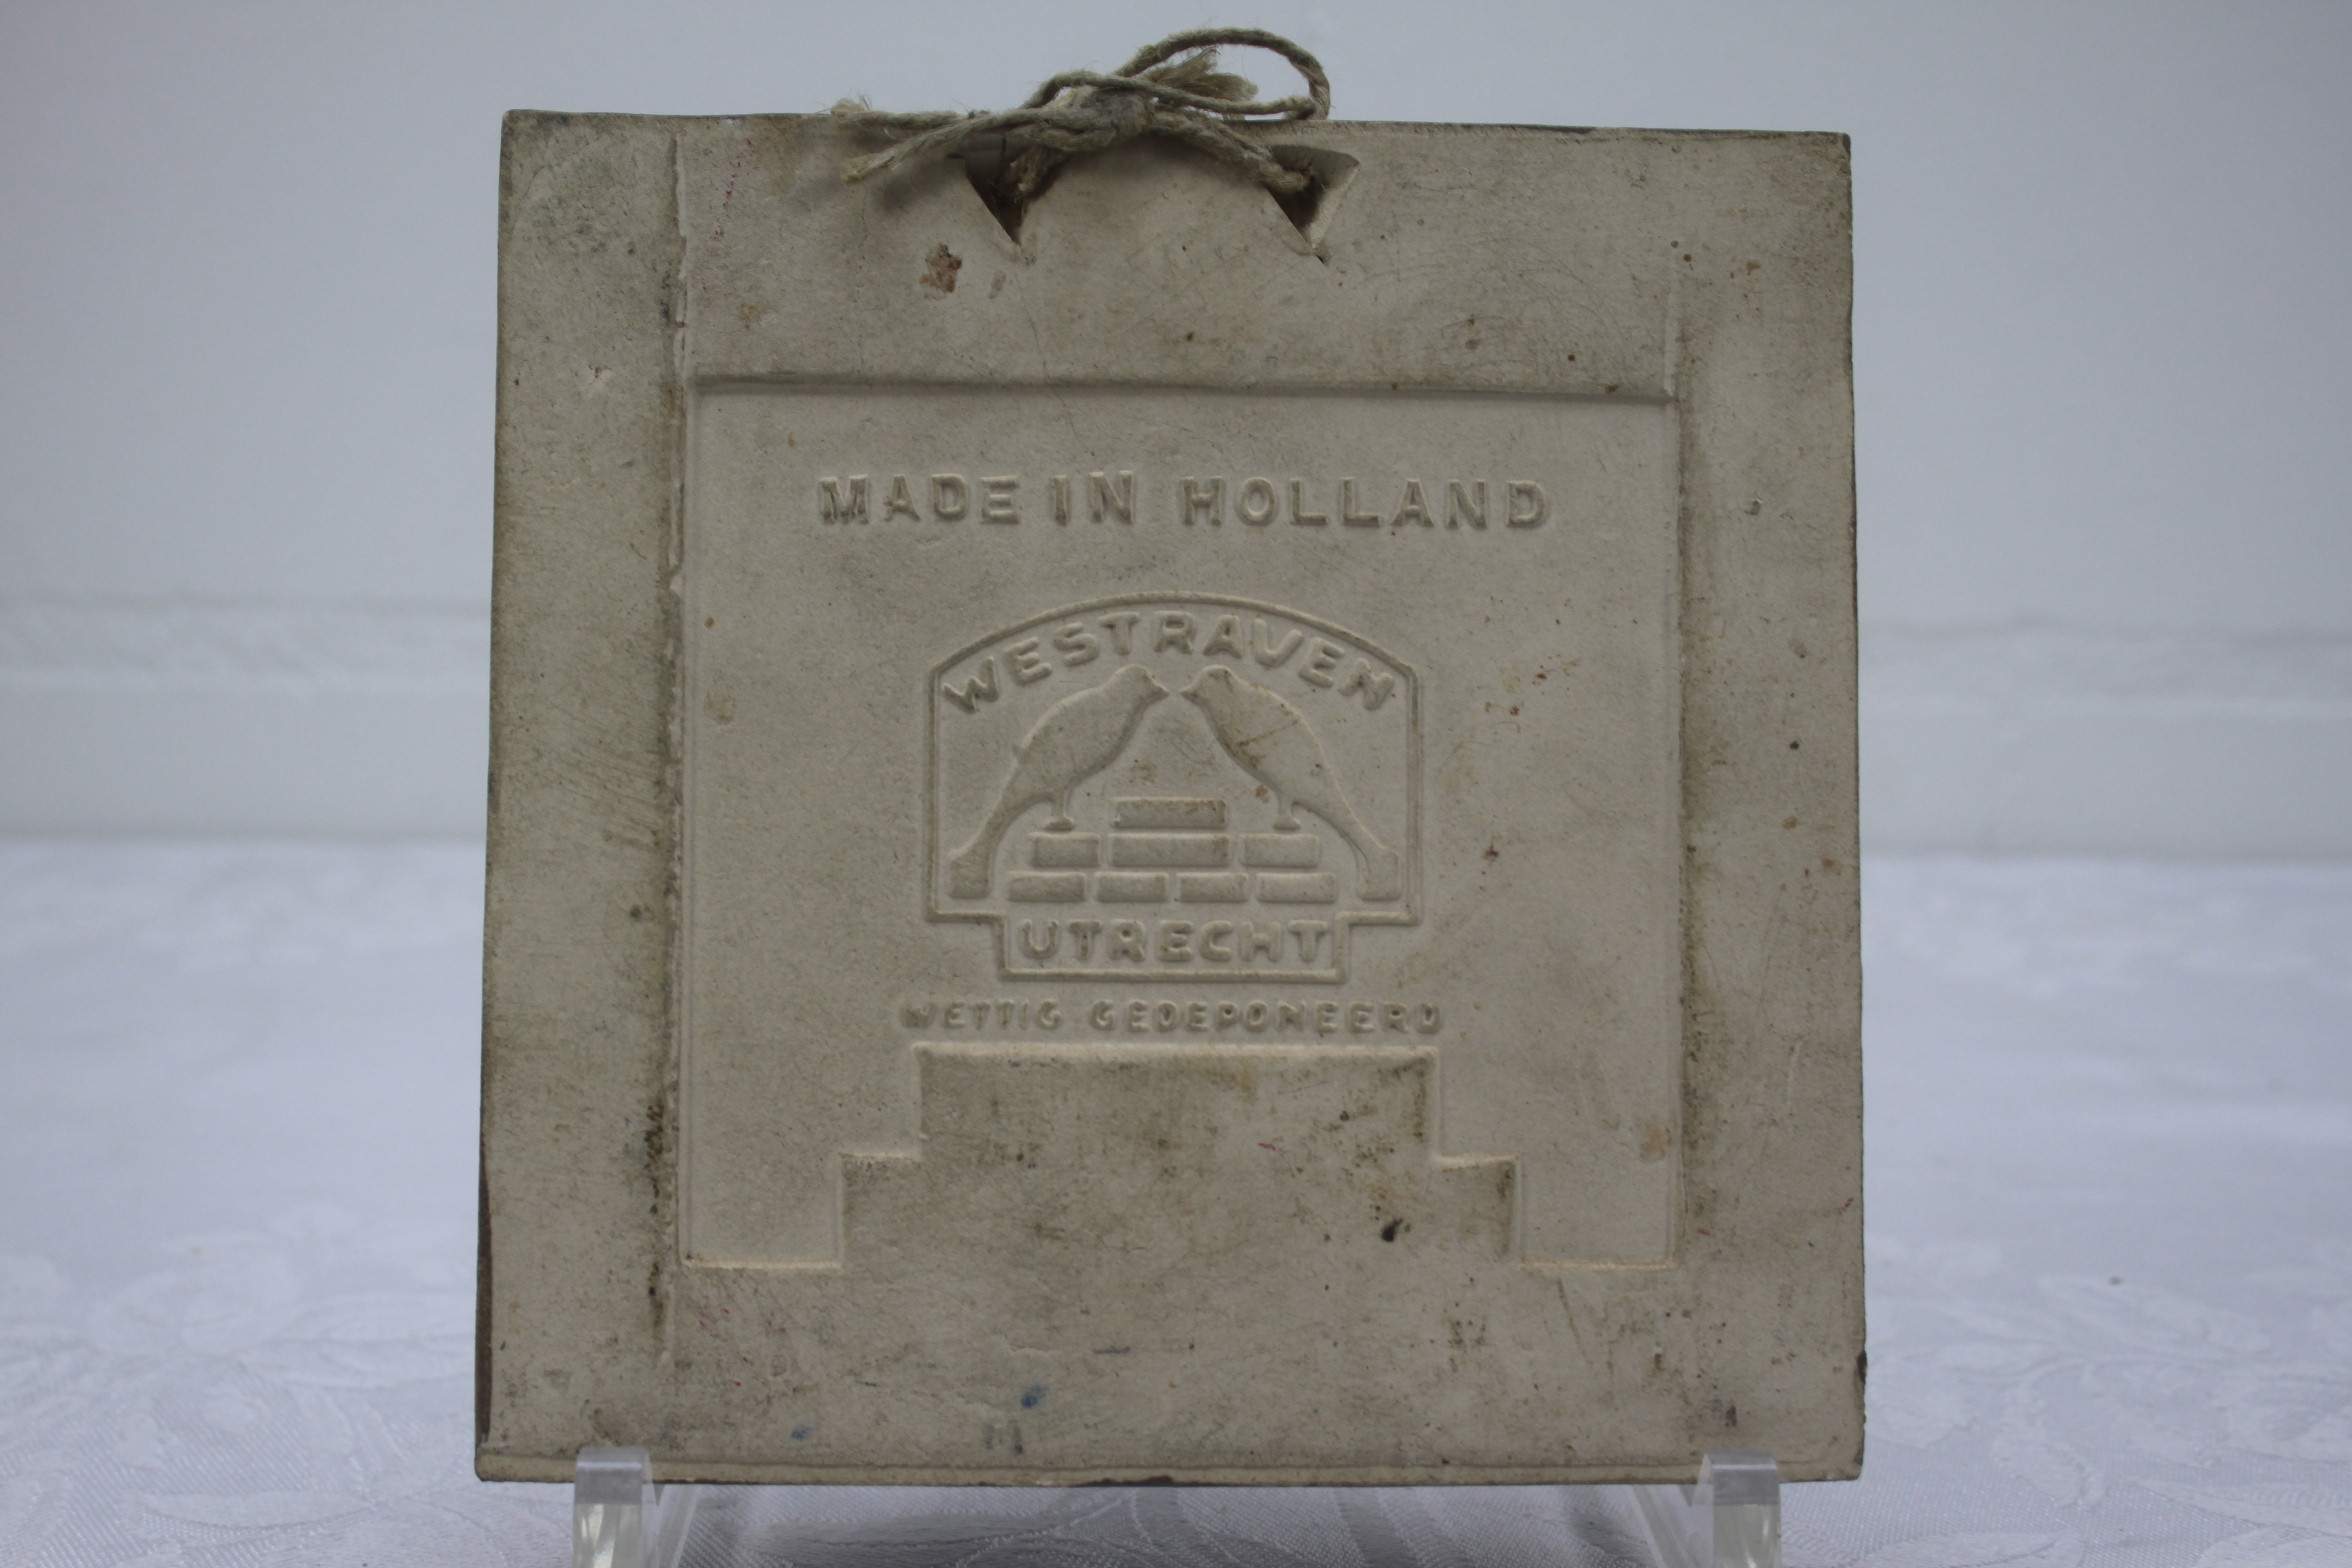 MADE IN HOLLAND
WESTRAVEN
UTRECHT
WETTIG GEDEPONEERD